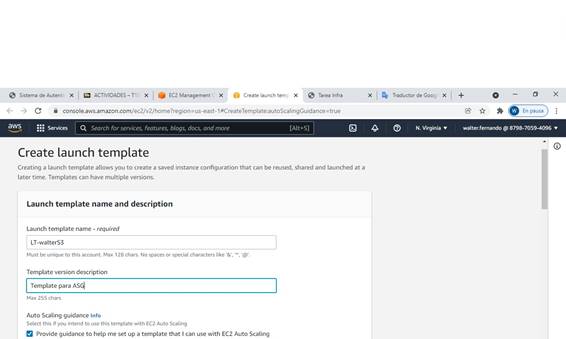 Sistema de Autenti
ACTIVIDADES – T10
EC2 Management C
Create launch temp
Tarea Infra
Traductor de Googl
console.aws.amazon.com/ec2/v2/home?region=us-east-1#CreateTemplate:autoScalingGuidance=true
W
En pausa
aws
Services
Search for services, features, blogs, docs, and more
[Alt+S]
N. Virginia
walter.fernando @ 8798-7059-4096
Create launch template
Creating a launch template allows you to create a saved instance configuration that can be reused, shared and launched at a
later time. Templates can have multiple versions.
Launch template name and description
Launch template name - required
LT-walterS3
Must be unique to this account. Max 128 chars. No spaces or special characters like '&', '*', '@'.
Template version description
Template para ASG
Max 255 chars
Auto Scaling guidance Info
Select this if you intend to use this template with EC2 Auto Scaling
Provide guidance to help me set up a template that I can use with EC2 Auto Scaling